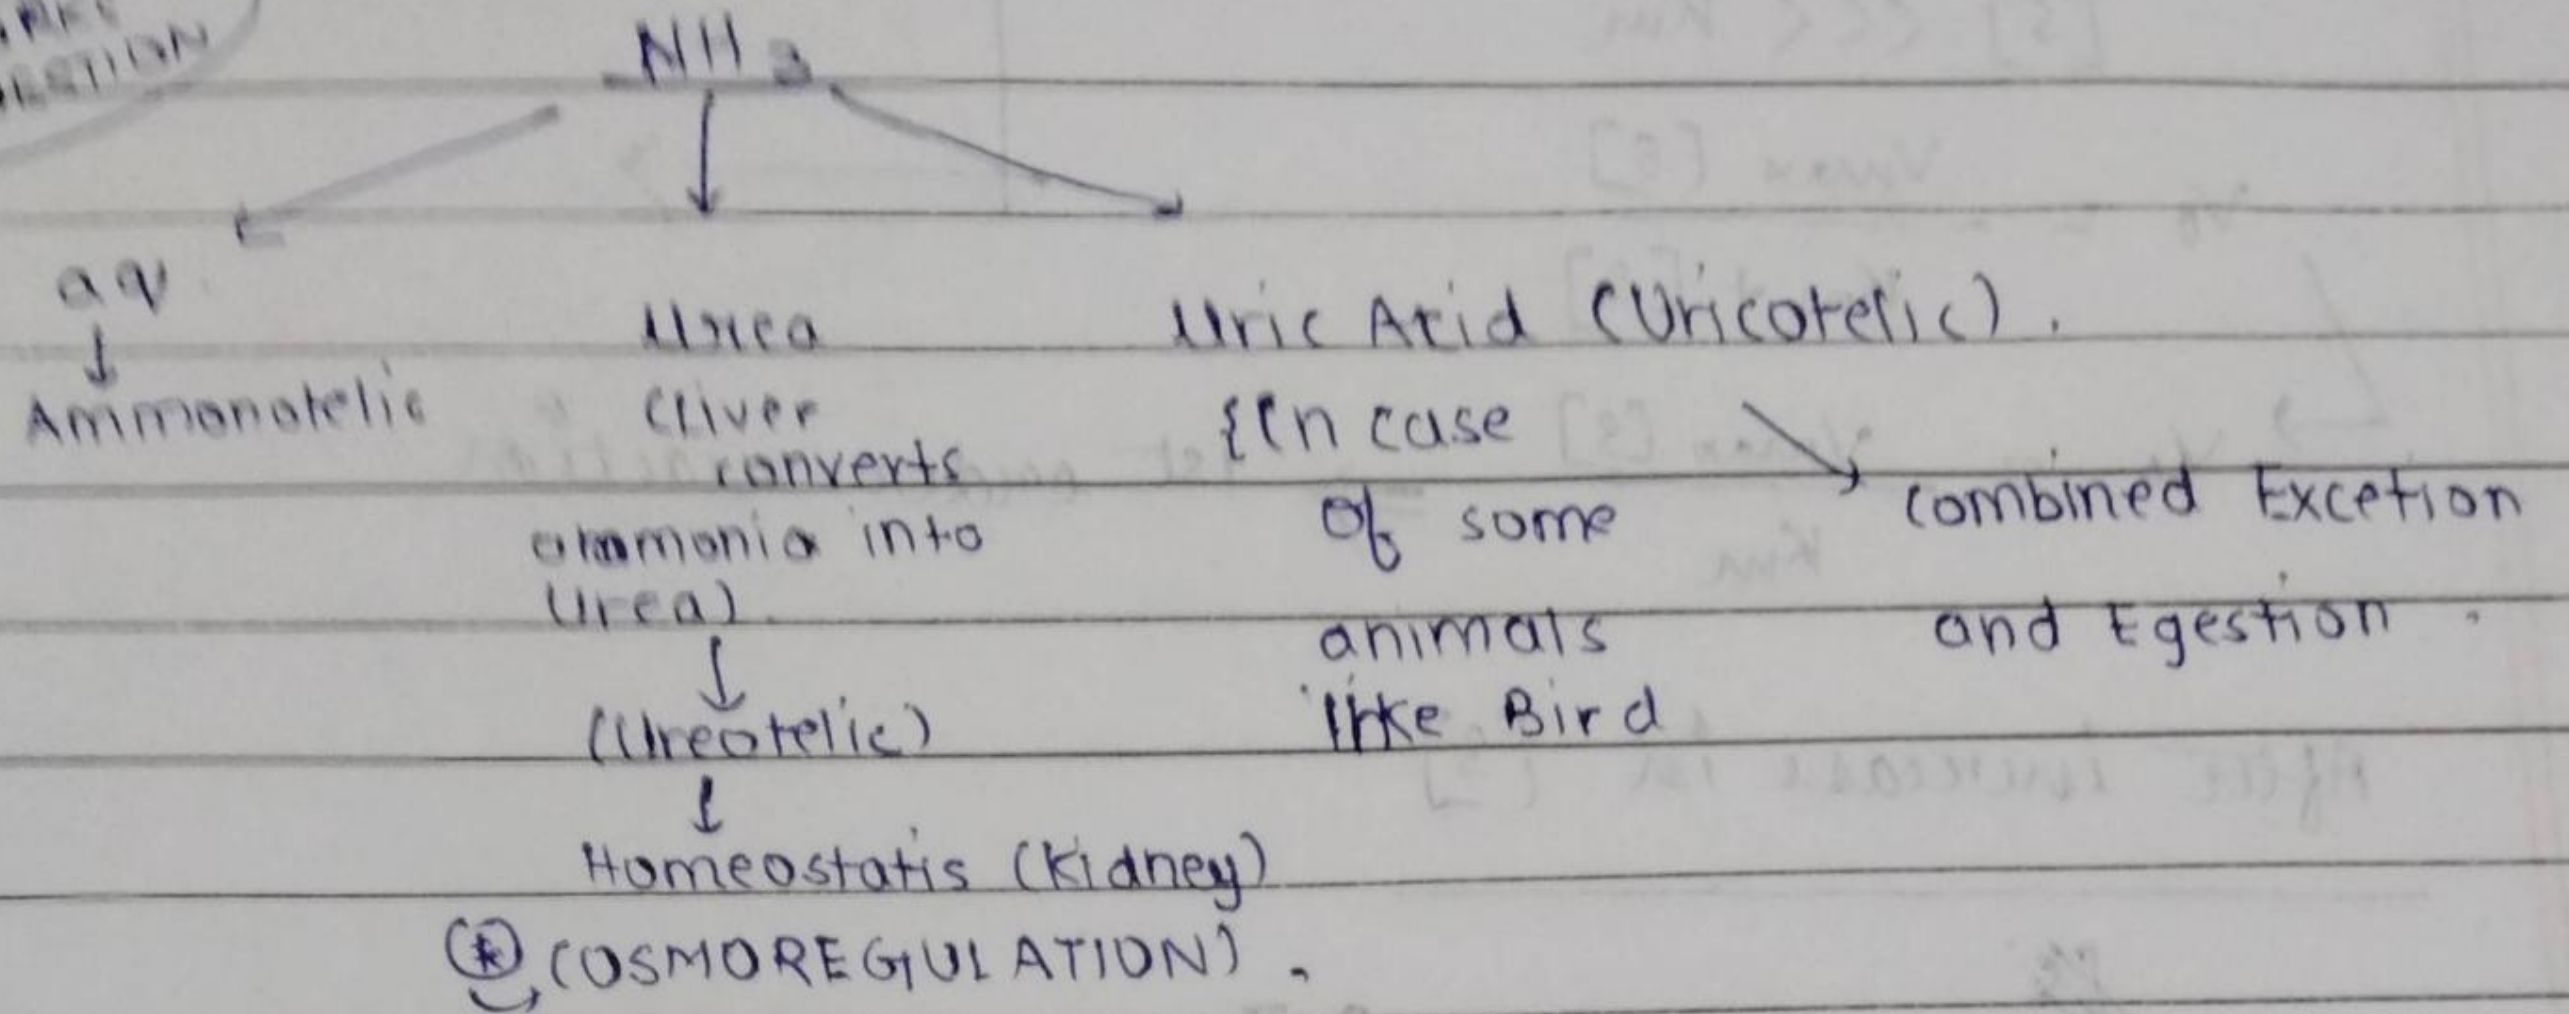 NH3
aq
Ammonotelic
Urea
(liver
converts
ammonia into
Urea)
(Ureotelic)
Homeostatis (Kidney)
(OSMOREGULATION).
Uric Acid (Uricotelic).
{In case
of some
animals
like Bird
combined Excetion
and Egestion.